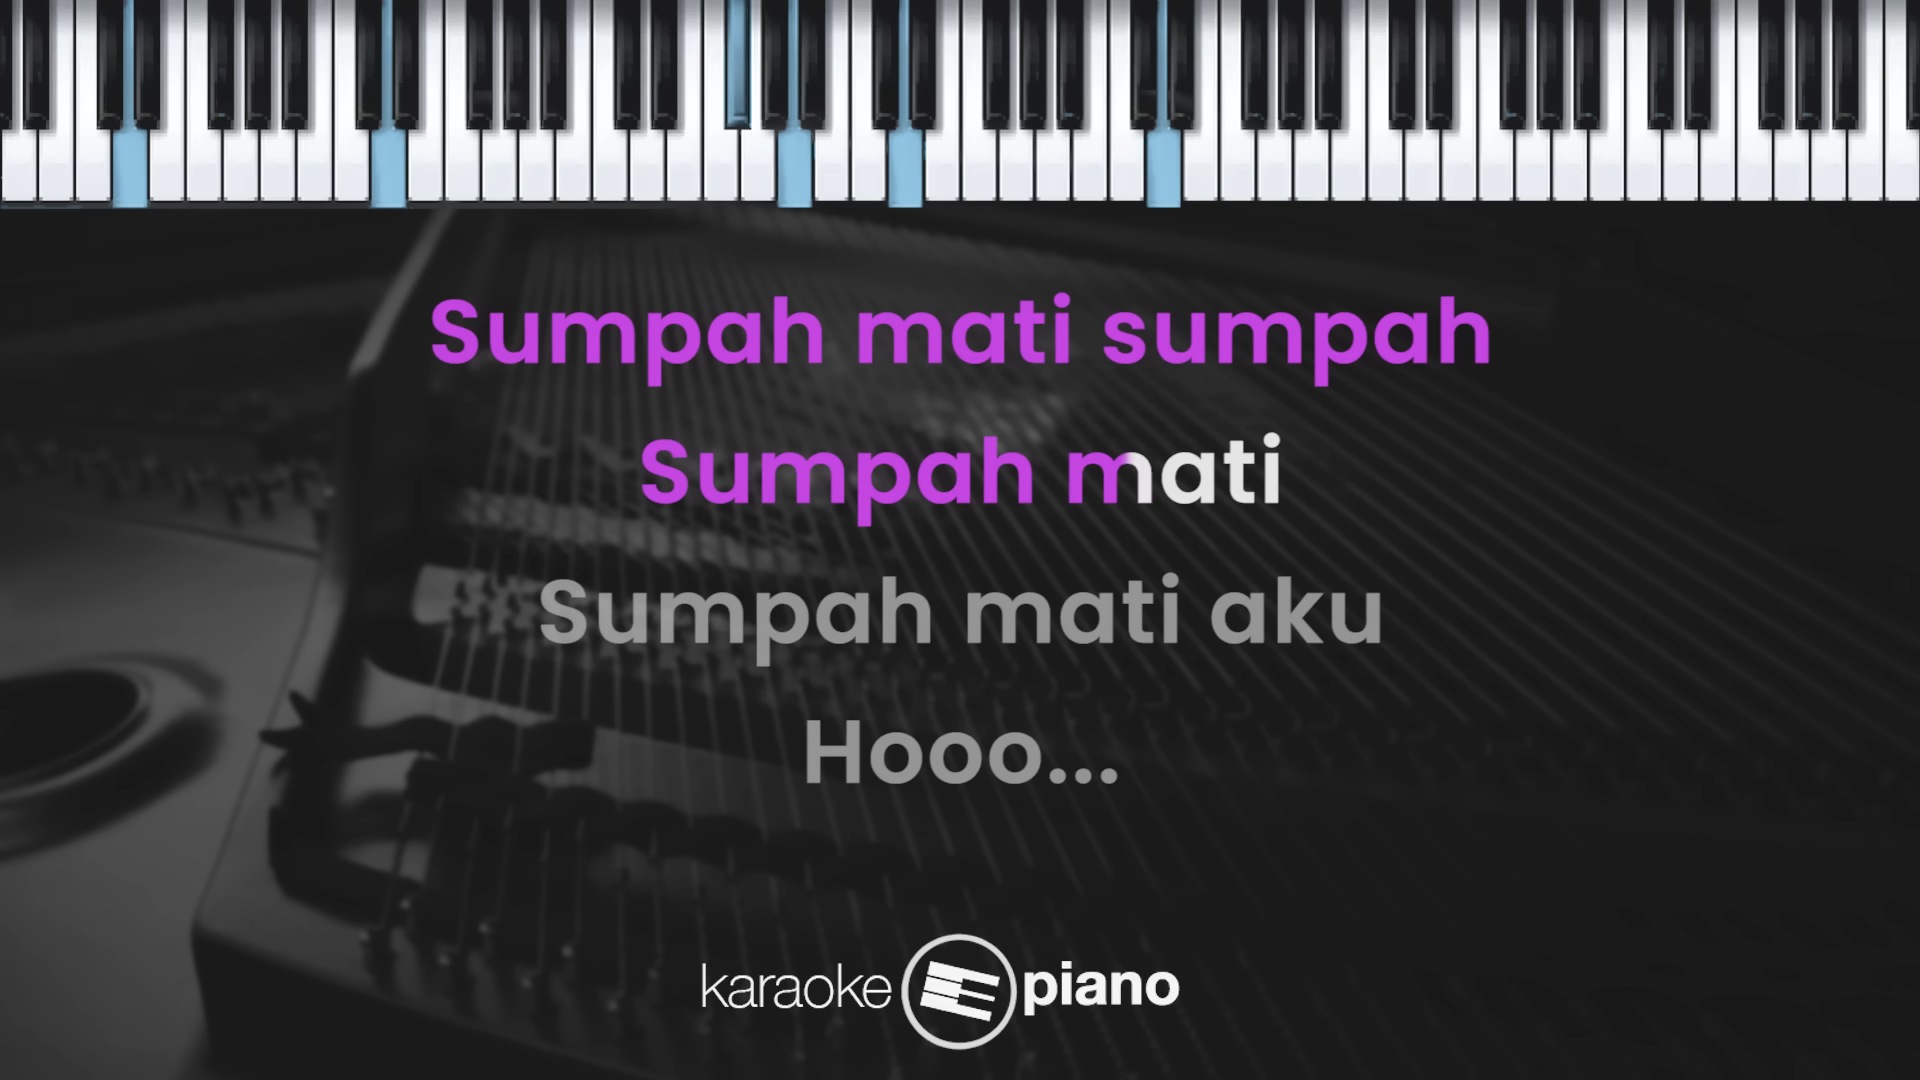 Sumpah mati sumpah
Sumpah mati
Sumpah mati aku
Hooo...
karaoke piano